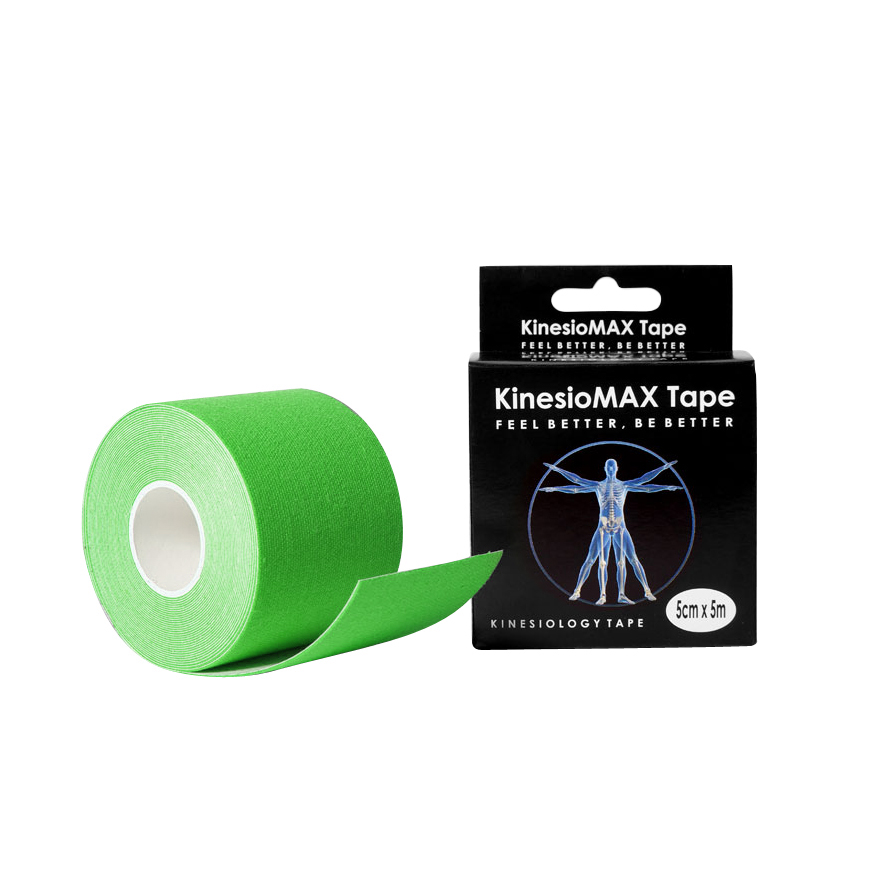 KinesioMAX Tape
FEEL BETTER, BE BETTER
KinesioMAX Tape
FEEL BETTER, BE BETTER
5cm x 5m
KINESIOLOGY TAPE